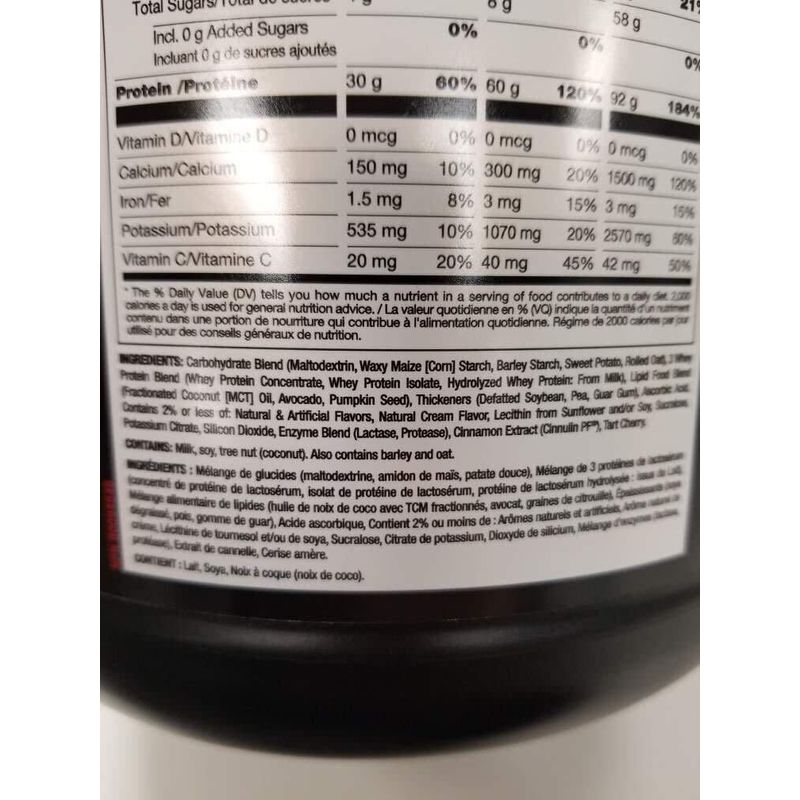 Total Sugars/Total de sucres 8 g 58 g 21%
Incl. 0 g Added Sugars 0% 0% 0%
Incluant 0 g de sucres ajoutés
Protein /Protéine 30 g 60% 60 g 120% 92 g 184%
Vitamin D/Vitamine D 0 mcg 0% 0 mcg 0% 0 mcg 0%
Calcium/Calcium 150 mg 10% 300 mg 20% 1500 mg 120%
Iron/Fer 1.5 mg 8% 3 mg 15% 3 mg 15%
Potassium/Potassium 535 mg 10% 1070 mg 20% 2570 mg
Vitamin C/Vitamine C 20 mg 20% 40 mg 45% 42 mg 50%
* The % Daily Value (DV) tells you how much a nutrient in a serving of food contributes to a daily diet. 2,000
calories a day is used for general nutrition advice. / La valeur quotidienne en % (VQ) indique la quantité d'un nutriment
contenu dans une portion de nourriture qui contribue à l'alimentation quotidienne. Régime de 2000 calories par jour
utilisé pour des conseils généraux de nutrition.
INGREDIENTS: Carbohydrate Blend (Maltodextrin, Waxy Maize [Corn] Starch, Barley Starch, Sweet Potato, Rolled Oat), 3 Whey
Protein Blend (Whey Protein Concentrate, Whey Protein Isolate, Hydrolyzed Whey Protein: From Milk), Lipid Food Blend
(Fractionated Coconut [MCT] Oil, Avocado, Pumpkin Seed), Thickeners (Defatted Soybean, Pea, Guar Gum), Ascorbic Acid,
Contains 2% or less of: Natural & Artificial Flavors, Natural Cream Flavor, Lecithin from Sunflower and/or Soy, Sucralose,
Potassium Citrate, Silicon Dioxide, Enzyme Blend (Lactase, Protease), Cinnamon Extract (Cinnulin PF®), Tart Cherry.
CONTAINS: Milk, soy, tree nut (coconut). Also contains barley and oat.
INGRÉDIENTS : Mélange de glucides (maltodextrine, amidon de maïs, patate douce), Mélange de 3 protéines de lactosérum
(concentré de protéine de lactosérum, isolat de protéine de lactosérum, protéine de lactosérum hydrolysée : issus de Lait),
Mélange alimentaire de lipides (huile de noix de coco avec TCM fractionnés, avocat, graines de citrouille), Épaississants (soya
dégraissé, pois, gomme de guar), Acide ascorbique, Contient 2% ou moins de : Arômes naturels et artificiels, Arôme naturel de
crème, Lécithine de tournesol et/ou de soya, Sucralose, Citrate de potassium, Dioxyde de silicium, Mélange d'enzymes (lactase,
protéase), Extrait de cannelle, Cerise amère.
CONTIENT : Lait, Soya, Noix à coque (noix de coco).